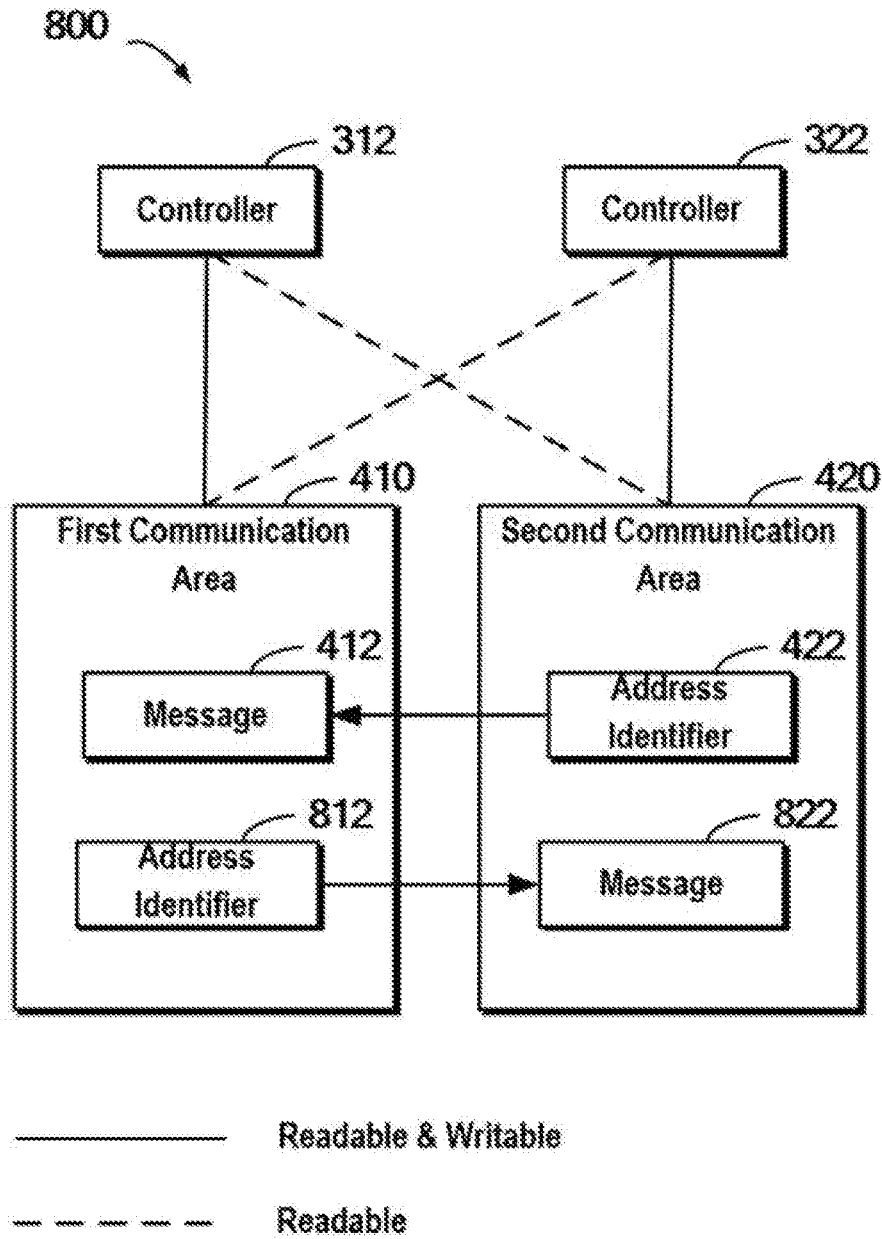 800
312
322
Controller
Controller
410
420
First Communication
Area
Second Communication
Area
412
422
Message
Address
Identifier
812
822
Address
Identifier
Message
Readable & Writable
Readable